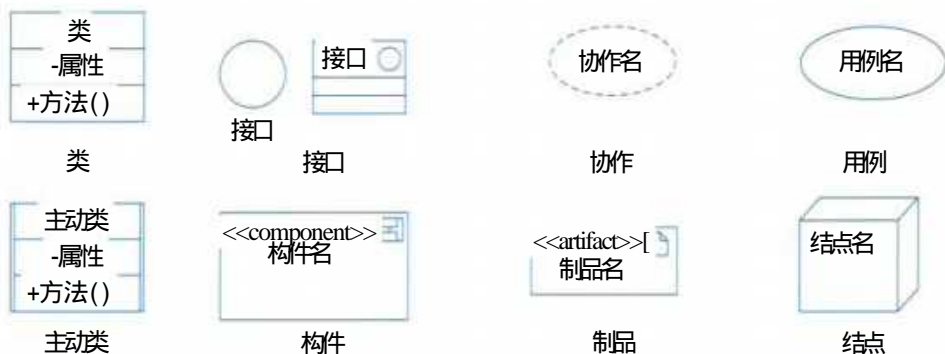 类
-属性
+方法()
类
接口
接口
接口
协作名
协作
用例名
用例
主动类
-属性
+方法()
主动类
<<component>>
构件名
构件
<<artifact>>[
制品名
制品
结点名
结点